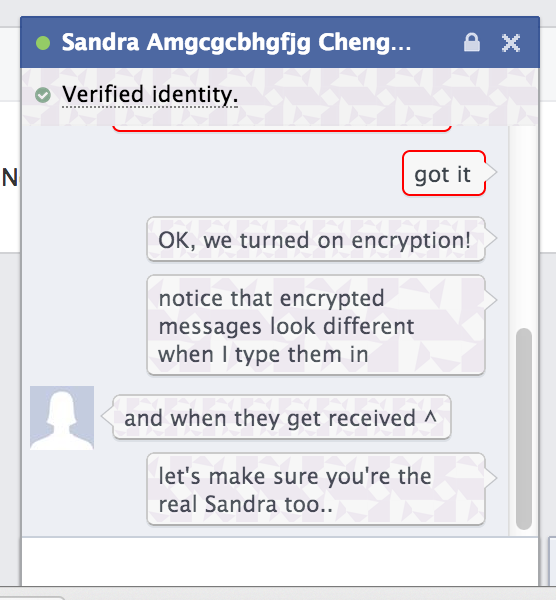 Sandra Amgcgcbhgfjg Cheng...
Verified identity.
N
got it
OK, we turned on encryption!
notice that encrypted
messages look different
when I type them in
and when they get received ^
let's make sure you're the
real Sandra too..